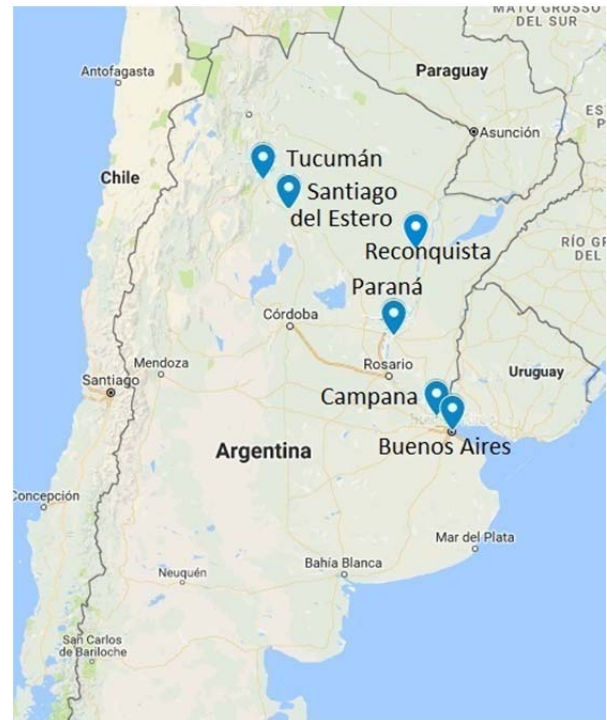 MATO GROSSO
DEL SUR
Antofagasta
Paraguay
Asunción
Chile
Tucumán
Santiago
del Estero
Reconquista
RÍO G
DEL
Paraná
Córdoba
Mendoza
Rosario
Santiago
Uruguay
Campana
Buenos Aires
Argentina
Concepción
Mar del Plata
Bahía Blanca
Neuquén
San Carlos
de Bariloche